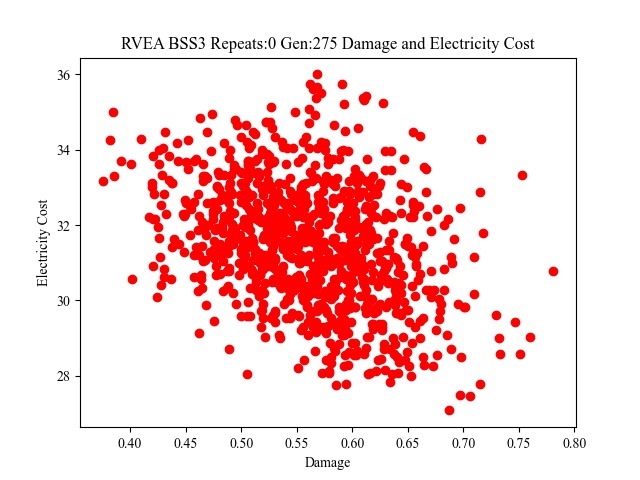 RVEA BSS3 Repeats:0 Gen:275 Damage and Electricity Cost
36
34
32
30
28
Electricity Cost
0.40 0.45 0.50 0.55 0.60 0.65 0.70 0.75 0.80
Damage